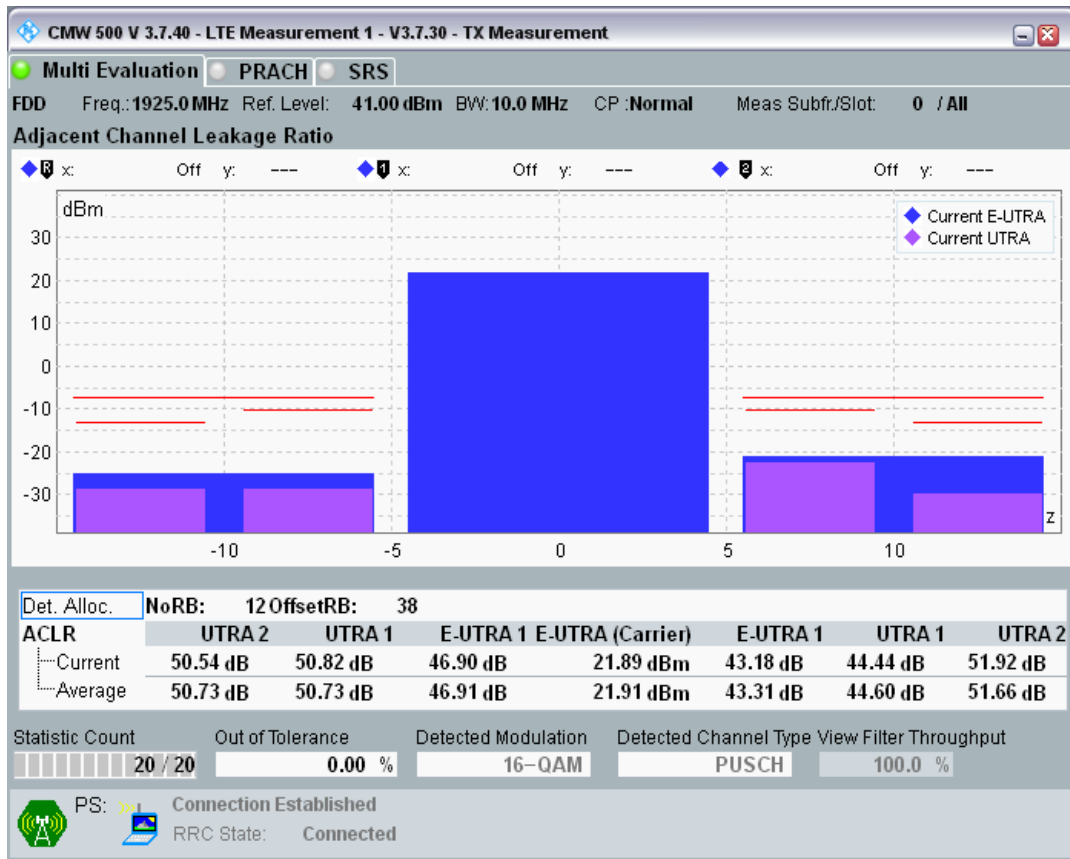 CMW 500 V 3.7.40 - LTE Measurement 1 - V3.7.30 - TX Measurement
Multi Evaluation PRACH SRS
FDD Freq.: 1925.0 MHz Ref. Level: 41.00 dBm BW: 10.0 MHz CP :Normal Meas Subfr./Slot: 0 / All
Adjacent Channel Leakage Ratio
R x: Off y: --- 1 x: Off y: --- 2 x: Off y: ---
dBm
Current E-UTRA
Current UTRA
30
20
10
0
-10
-20
-30
z
-10 -5 0 5 10
Det. Alloc. NoRB: 12 OffsetRB: 38
ACLR UTRA 2 UTRA 1 E-UTRA 1 E-UTRA (Carrier) E-UTRA 1 UTRA 1 UTRA 2
Current 50.54 dB 50.82 dB 46.90 dB 21.89 dBm 43.18 dB 44.44 dB 51.92 dB
Average 50.73 dB 50.73 dB 46.91 dB 21.91 dBm 43.31 dB 44.60 dB 51.66 dB
Statistic Count Out of Tolerance Detected Modulation Detected Channel Type View Filter Throughput
20 / 20 0.00 % 16-QAM PUSCH 100.0 %
PS: Connection Established
RRC State: Connected